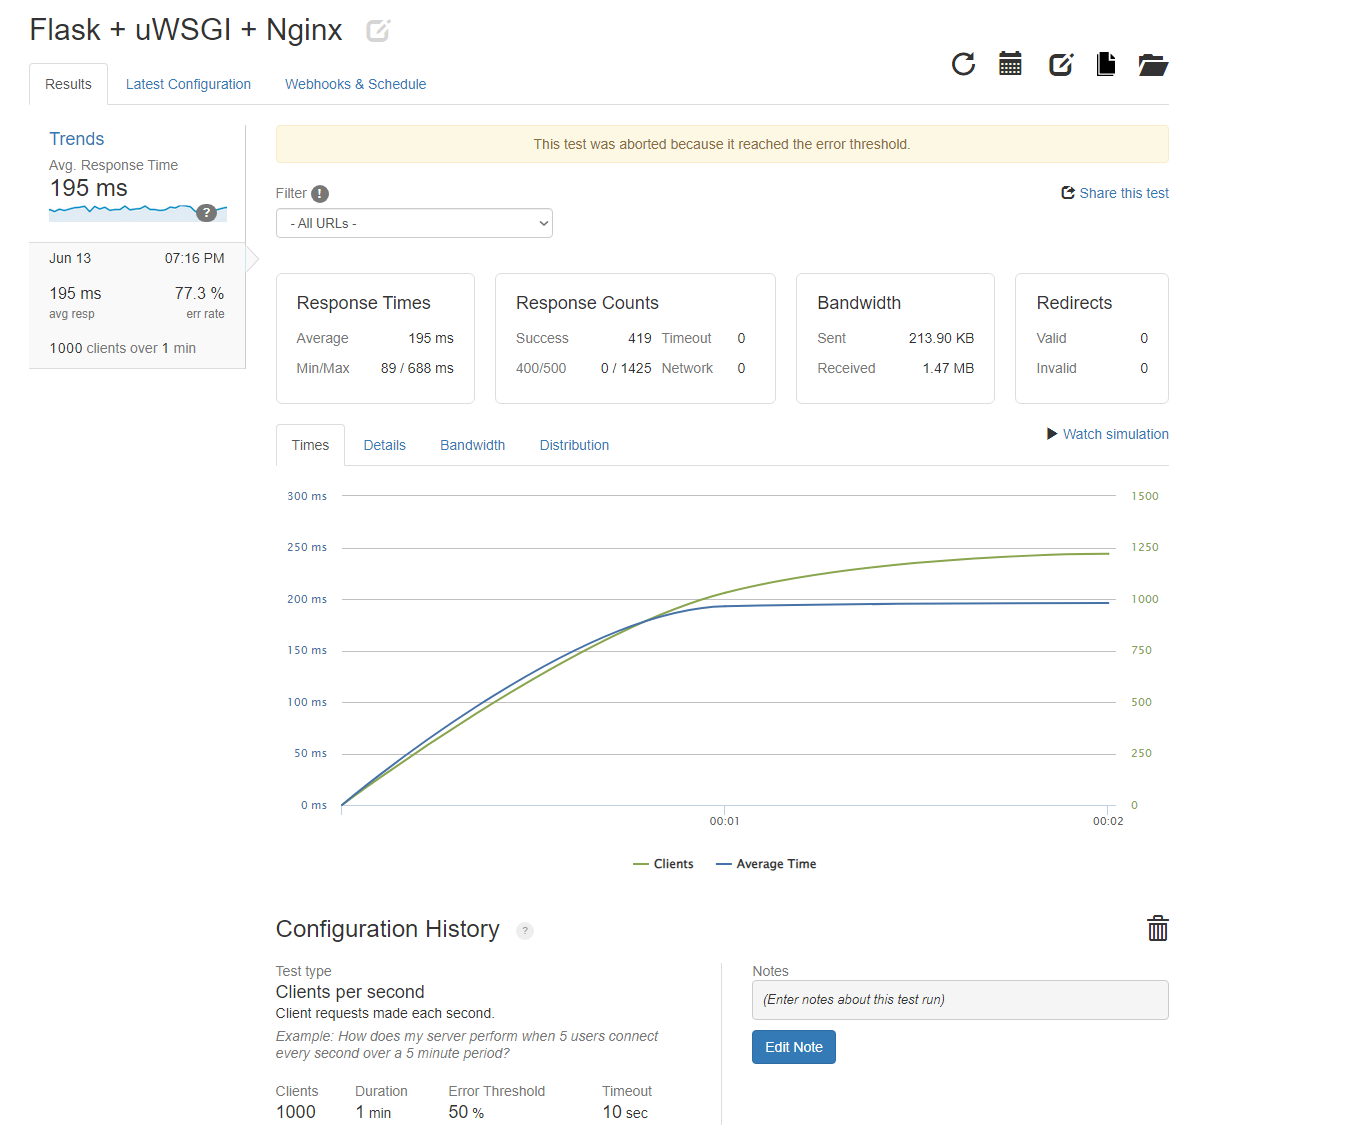 Flask + uWSGI + Nginx
Results Latest Configuration Webhooks & Schedule
Trends
Avg. Response Time
195 ms
?
Jun 13 07:16 PM
195 ms 77.3 %
avg resp err rate
1000 clients over 1 min
This test was aborted because it reached the error threshold.
Filter !
Share this test
- All URLs -
Response Times
Average 195 ms
Min/Max 89 / 688 ms
Response Counts
Success 419 Timeout 0
400/500 0 / 1425 Network 0
Bandwidth
Sent 213.90 KB
Received 1.47 MB
Redirects
Valid 0
Invalid 0
Times Details Bandwidth Distribution
Watch simulation
300 ms 1500
250 ms 1250
200 ms 1000
150 ms 750
100 ms 500
50 ms 250
0 ms 0
00:01 00:02
Clients Average Time
Configuration History ?
Test type
Clients per second
Client requests made each second.
Example: How does my server perform when 5 users connect
every second over a 5 minute period?
Clients Duration Error Threshold Timeout
1000 1 min 50 % 10 sec
Notes
(Enter notes about this test run)
Edit Note